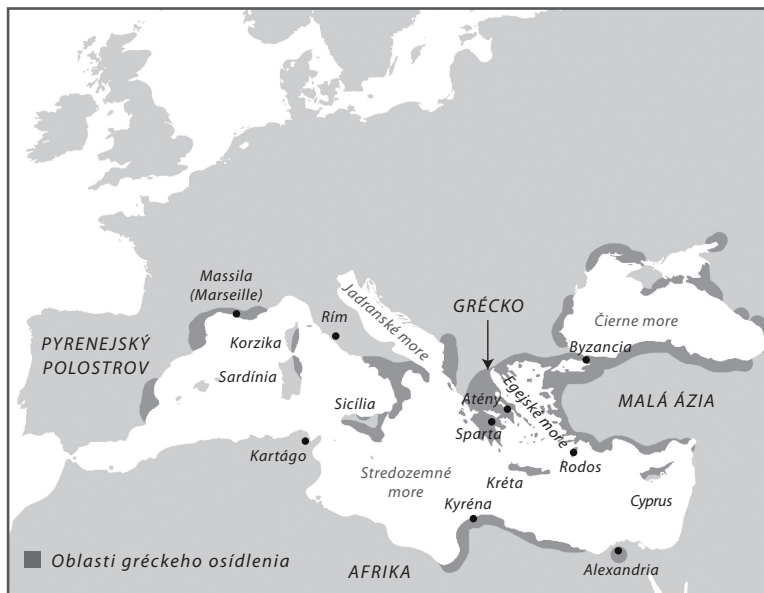 Massila
(Marseille)
PYRENEJSKÝ
POLOSTROV
Korzika
Sardínia
Rím
Jadranské more
GRÉCKO
Čierne more
Byzancia
Egejské more
MALÁ ÁZIA
Atény
Sparta
Sicília
Kartágo
Stredozemné
more
Kréta
Rodos
Cyprus
Kyréna
Alexandria
AFRIKA
Oblasti gréckeho osídlenia